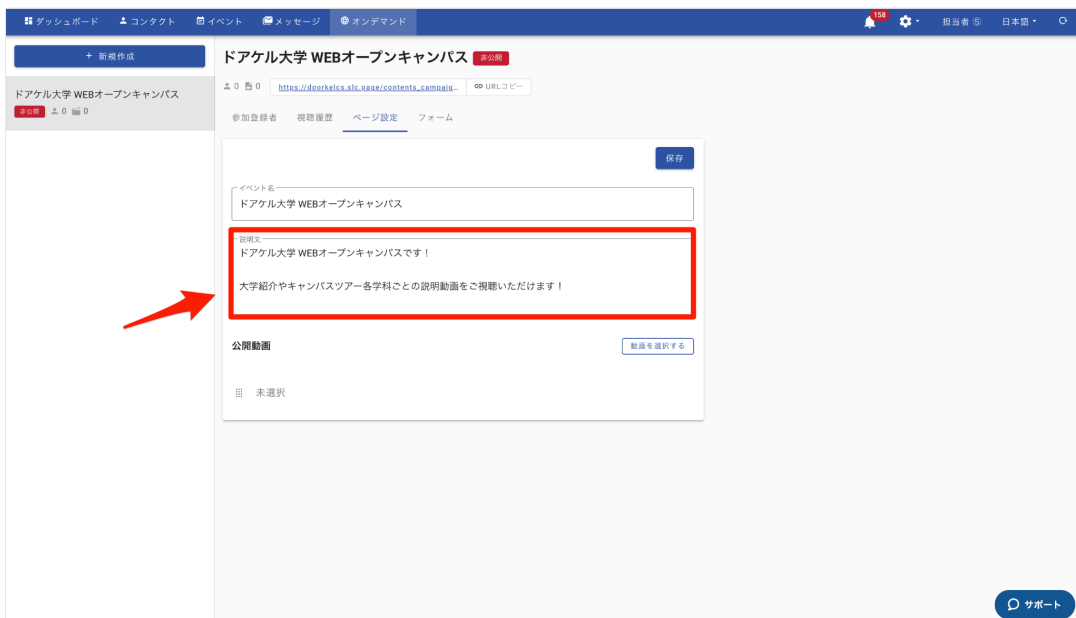 ダッシュボード コンタクト イベント メッセージ オンデマンド 158 担当者 ⑤ 日本語
+ 新規作成
ドアケル大学 WEBオープンキャンパス
非公開 0 0
ドアケル大学 WEBオープンキャンパス 非公開
0 0 https://doorkelcs.slc.page/contents_campaig… URLコピー
参加登録者 視聴履歴 ページ設定 フォーム
保存
イベント名
ドアケル大学 WEBオープンキャンパス
説明文
ドアケル大学 WEBオープンキャンパスです！
大学紹介やキャンパスツアー各学科ごとの説明動画をご視聴いただけます！
公開動画 動画を選択する
未選択
サポート